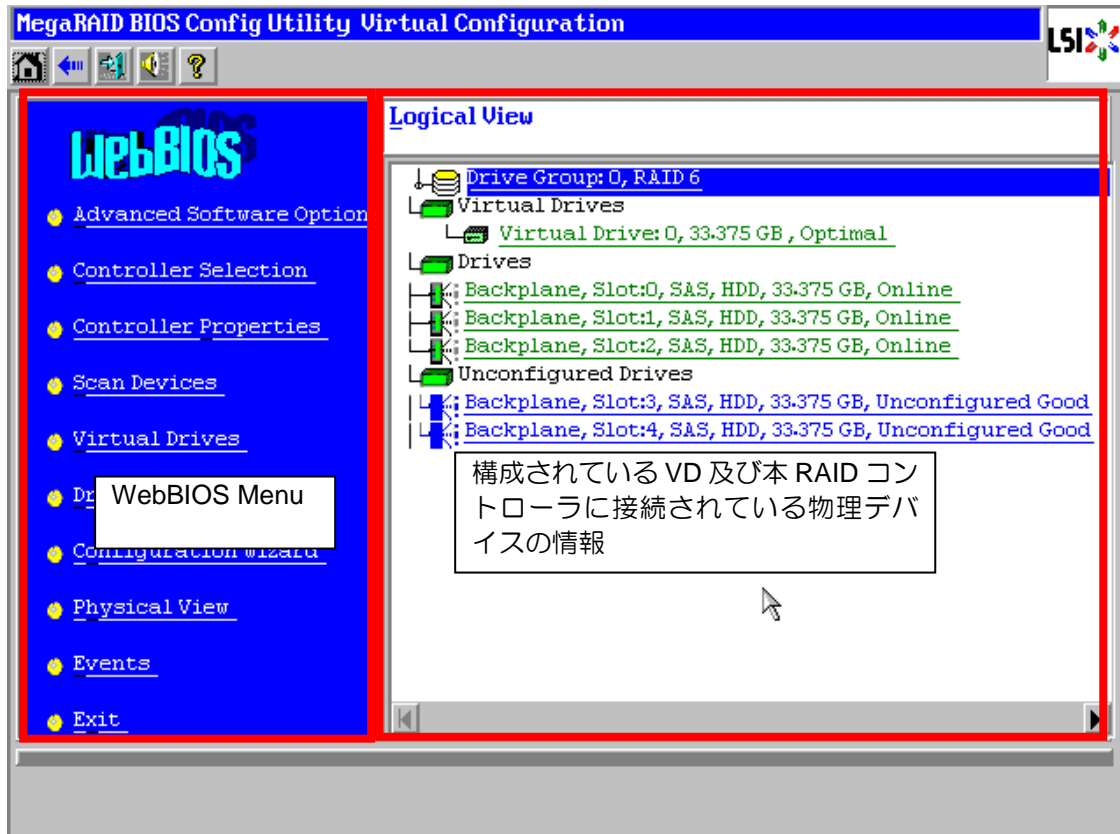 MegaRAID BIOS Config Utility Virtual Configuration
LSI
WebBIOS
Advanced Software Option
Controller Selection
Controller Properties
Scan Devices
Virtual Drives
Dr
WebBIOS Menu
Configuration Wizard
Physical View
Events
Exit
Logical View
Drive Group: 0, RAID 6
Virtual Drives
Virtual Drive: 0, 33.375 GB , Optimal
Drives
Backplane, Slot:0, SAS, HDD, 33.375 GB, Online
Backplane, Slot:1, SAS, HDD, 33.375 GB, Online
Backplane, Slot:2, SAS, HDD, 33.375 GB, Online
Unconfigured Drives
Backplane, Slot:3, SAS, HDD, 33.375 GB, Unconfigured Good
Backplane, Slot:4, SAS, HDD, 33.375 GB, Unconfigured Good
構成されている VD 及び本 RAID コン
トローラに接続されている物理デバ
イスの情報